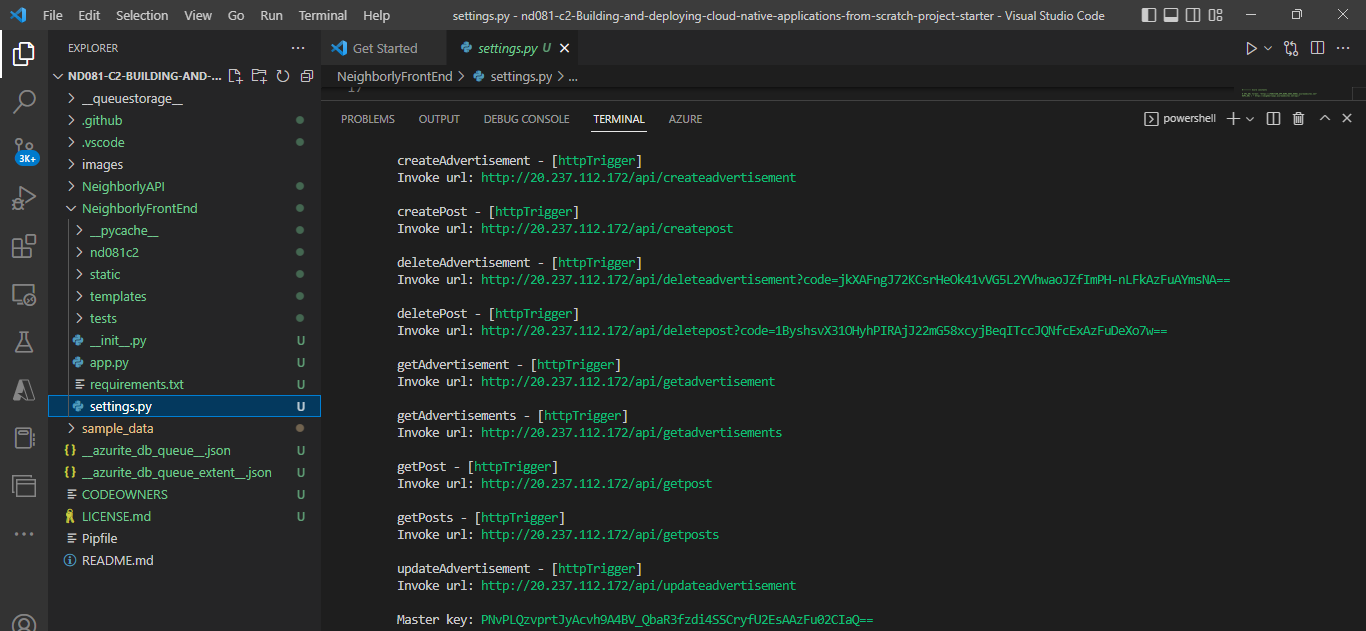 File Edit Selection View Go Run Terminal Help
settings.py - nd081-c2-Building-and-deploying-cloud-native-applications-from-scratch-project-starter - Visual Studio Code
EXPLORER
ND081-C2-BUILDING-AND-...
__queuestorage__
.github
.vscode
images
NeighborlyAPI
NeighborlyFrontEnd
__pycache__
nd081c2
static
templates
tests
__init__.py U
app.py U
requirements.txt U
settings.py U
sample_data
__azurite_db_queue__.json U
__azurite_db_queue_extent__.json U
CODEOWNERS U
LICENSE.md U
Pipfile
README.md
3K+
Get Started
settings.py U
NeighborlyFrontEnd > settings.py > ...
17
PROBLEMS OUTPUT DEBUG CONSOLE TERMINAL AZURE
powershell
createAdvertisement - [httpTrigger]
Invoke url: http://20.237.112.172/api/createadvertisement
createPost - [httpTrigger]
Invoke url: http://20.237.112.172/api/createpost
deleteAdvertisement - [httpTrigger]
Invoke url: http://20.237.112.172/api/deleteadvertisement?code=jkXAFngJ72KCsrHeOk41vVG5L2YVhwaoJZfImPH-nLFkAzFuAYmsNA==
deletePost - [httpTrigger]
Invoke url: http://20.237.112.172/api/deletepost?code=1ByshsvX31OHyhPIRAjJ22mG58xcyjBeqITccJQNfcExAzFuDeXo7w==
getAdvertisement - [httpTrigger]
Invoke url: http://20.237.112.172/api/getadvertisement
getAdvertisements - [httpTrigger]
Invoke url: http://20.237.112.172/api/getadvertisements
getPost - [httpTrigger]
Invoke url: http://20.237.112.172/api/getpost
getPosts - [httpTrigger]
Invoke url: http://20.237.112.172/api/getposts
updateAdvertisement - [httpTrigger]
Invoke url: http://20.237.112.172/api/updateadvertisement
Master key: PNvPLQzvprtJyAcvh9A4BV_QbaR3fzdi4SSCryfU2EsAAzFu02CIaQ==